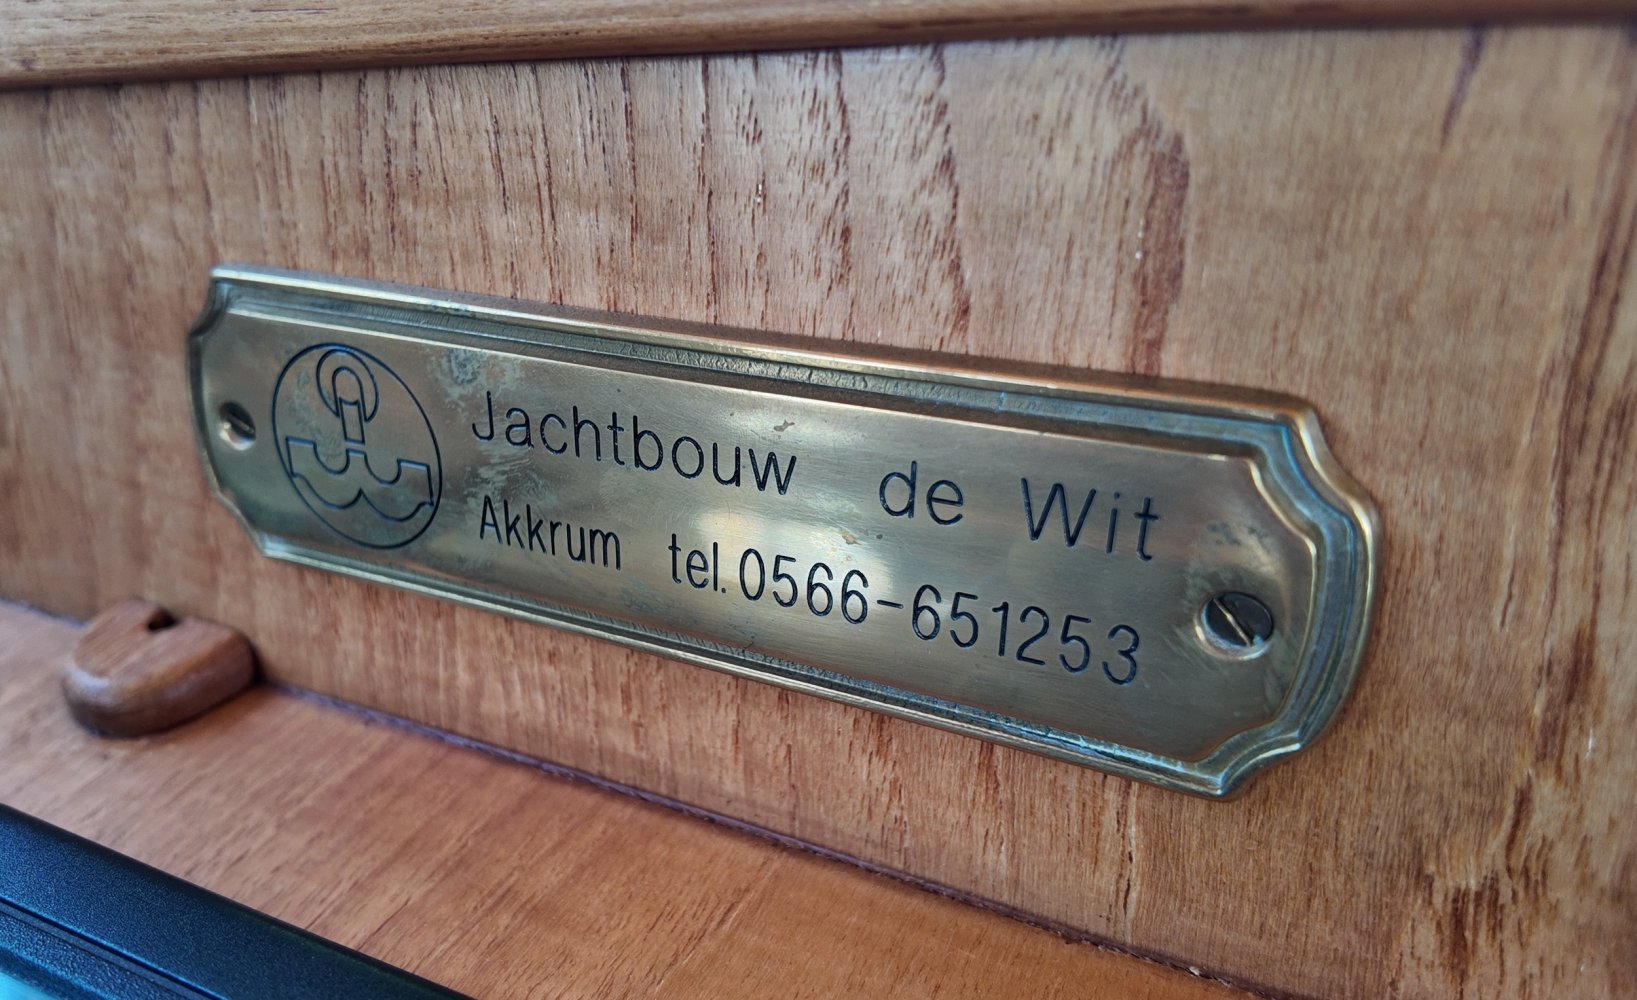 Jachtbouw de Wit
Akkrum tel. 0566-651253